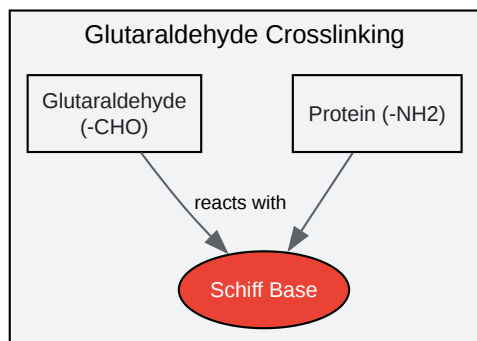 Glutaraldehyde Crosslinking
Glutaraldehyde
(-CHO)
Protein (-NH2)
reacts with
Schiff Base